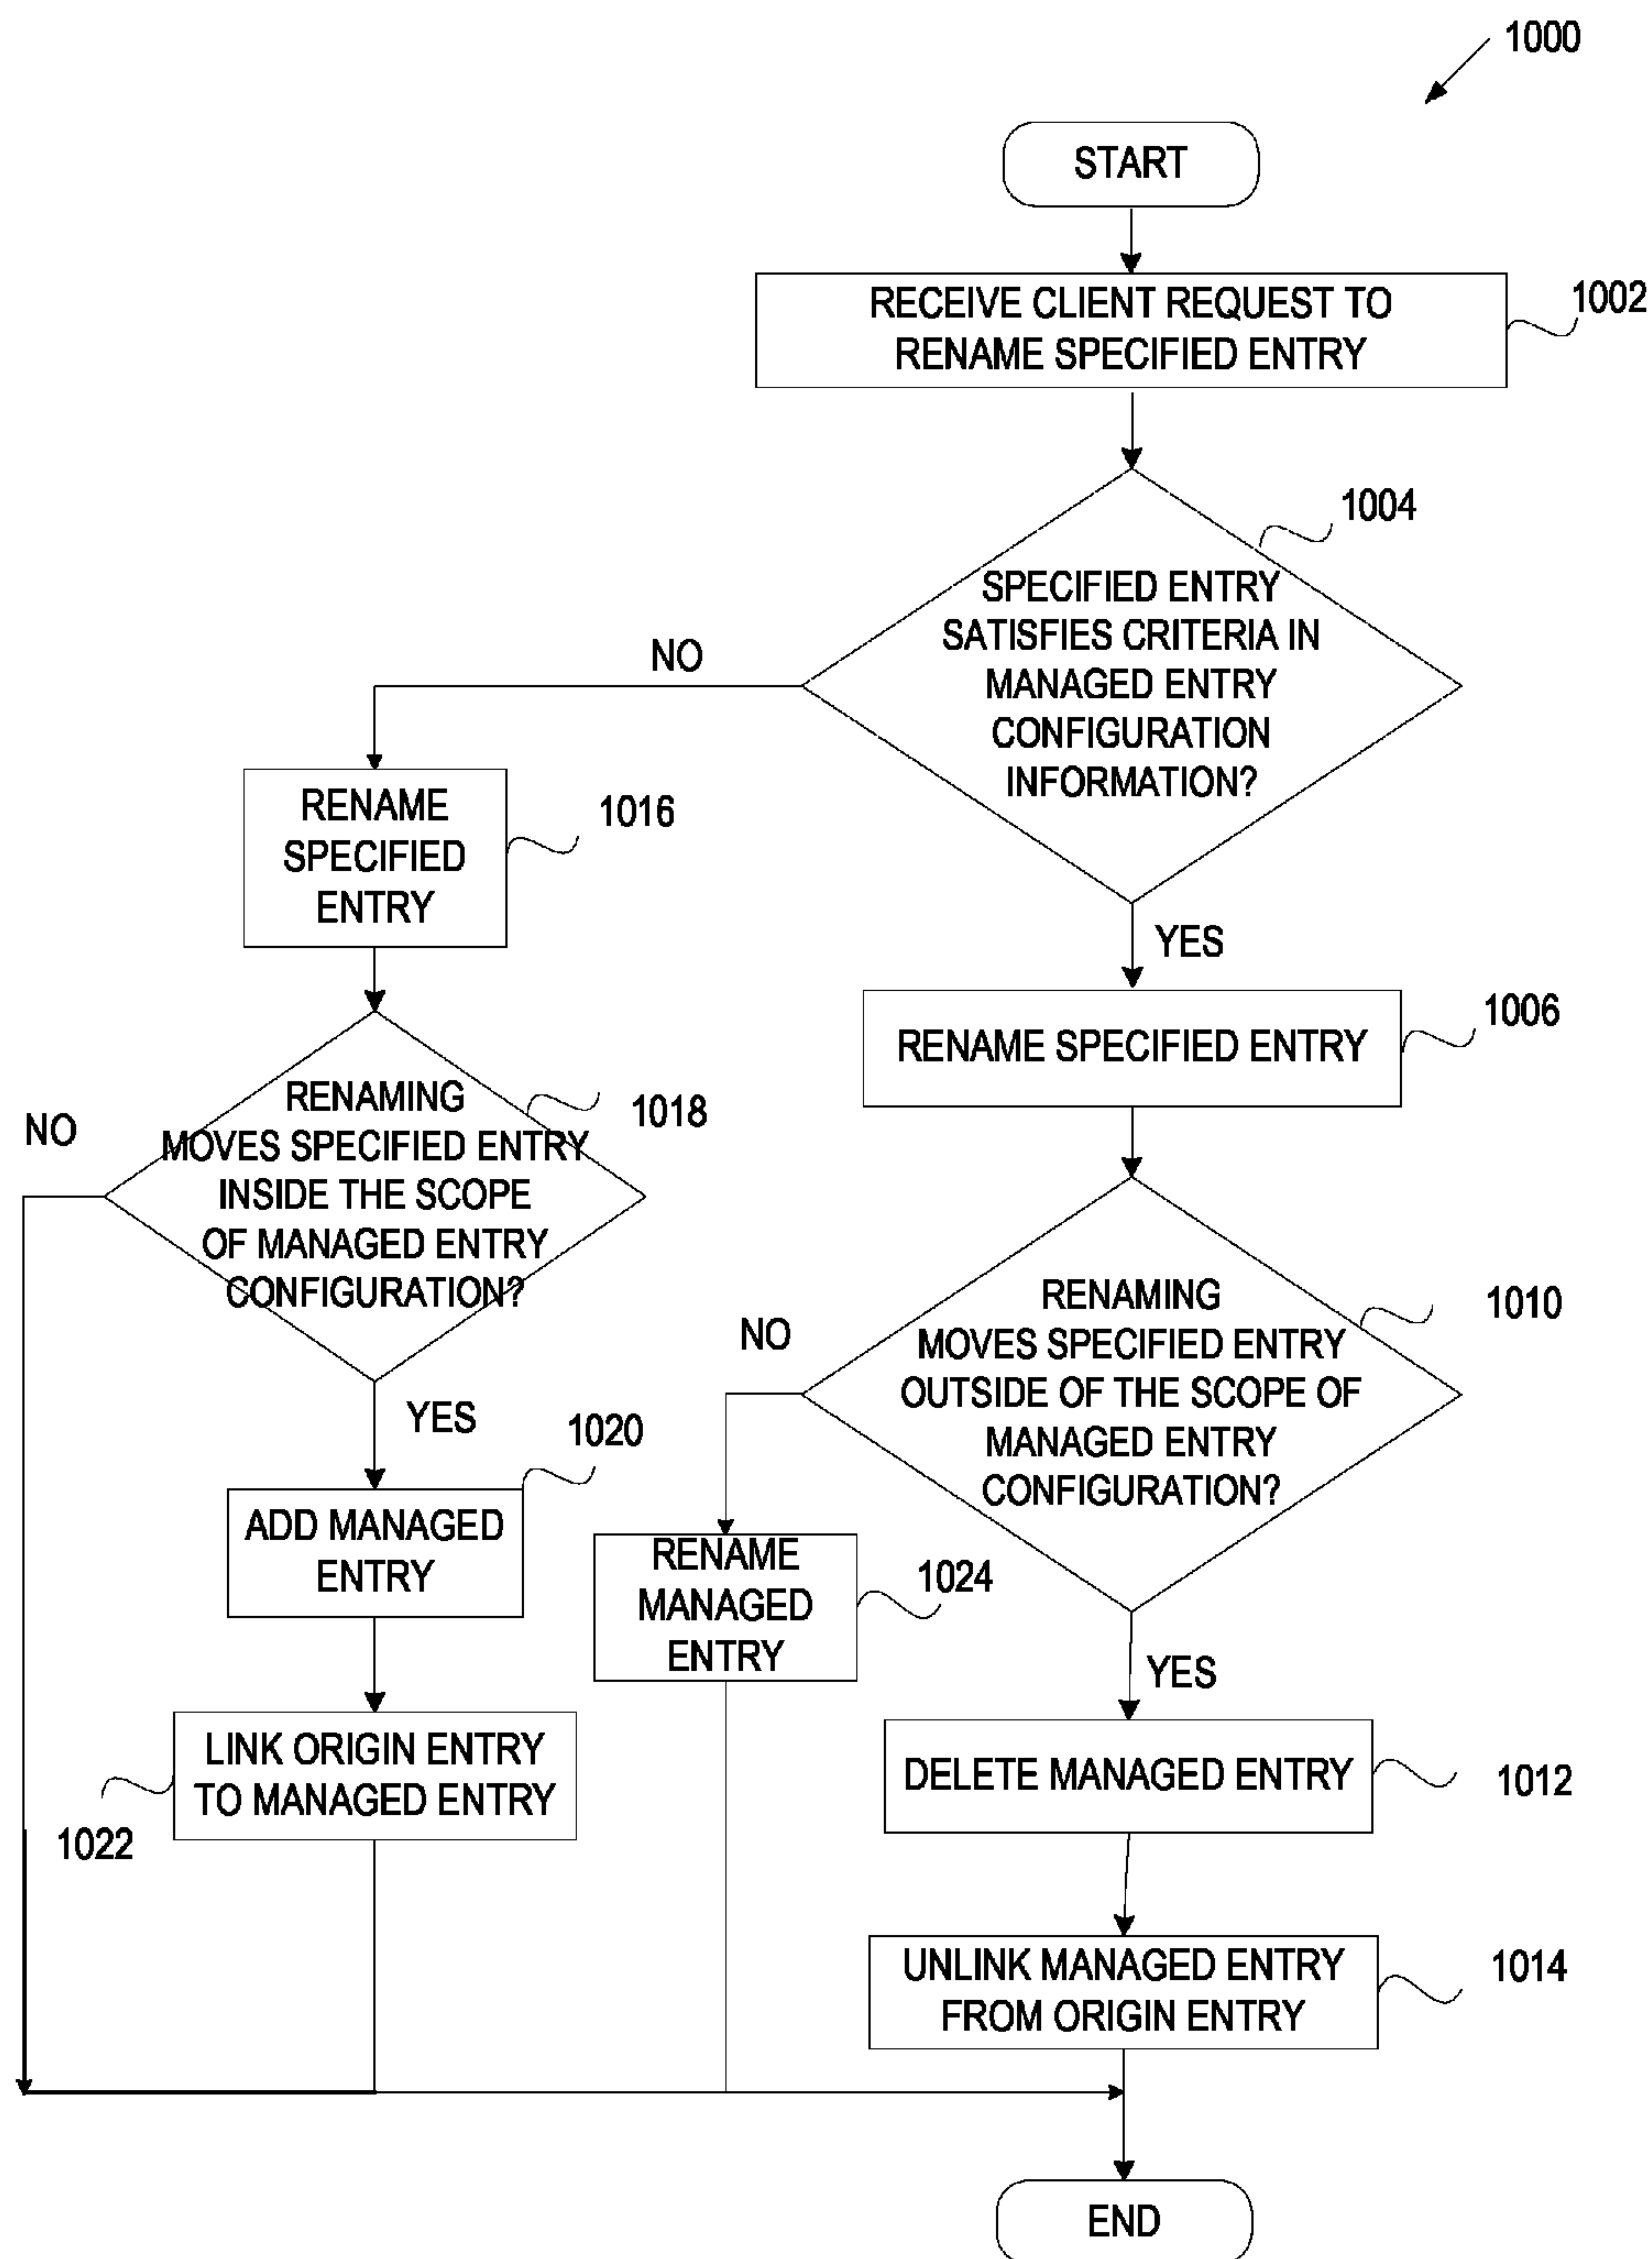 1000
START
RECEIVE CLIENT REQUEST TO
RENAME SPECIFIED ENTRY
1002
1004
SPECIFIED ENTRY
SATISFIES CRITERIA IN
MANAGED ENTRY
CONFIGURATION
INFORMATION?
NO
YES
RENAME
SPECIFIED
ENTRY
1016
RENAME SPECIFIED ENTRY
1006
RENAMING
MOVES SPECIFIED ENTRY
INSIDE THE SCOPE
OF MANAGED ENTRY
CONFIGURATION?
1018
NO
YES
RENAMING
MOVES SPECIFIED ENTRY
OUTSIDE OF THE SCOPE OF
MANAGED ENTRY
CONFIGURATION?
1010
NO
YES
1020
ADD MANAGED
ENTRY
RENAME
MANAGED
ENTRY
1024
LINK ORIGIN ENTRY
TO MANAGED ENTRY
1022
DELETE MANAGED ENTRY
1012
UNLINK MANAGED ENTRY
FROM ORIGIN ENTRY
1014
END